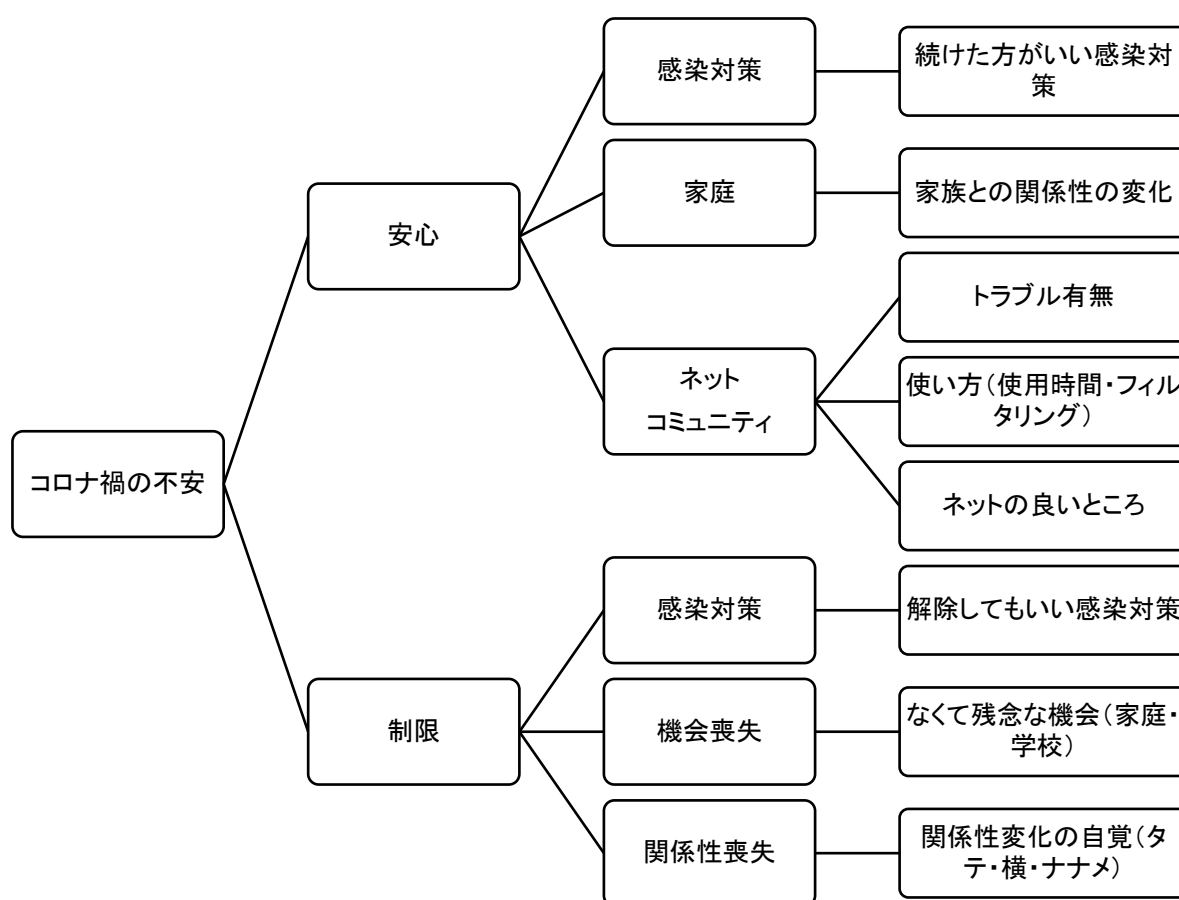 感染対策
続けた方がいい感染対
策
家庭
家族との関係性の変化
安心
トラブル有無
ネット
コミュニティ
使い方(使用時間・フィル
タリング)
ネットの良いところ
コロナ禍の不安
感染対策
解除してもいい感染対策
制限
機会喪失
なくて残念な機会(家庭・
学校)
関係性喪失
関係性変化の自覚(タ
テ・横・ナナメ)